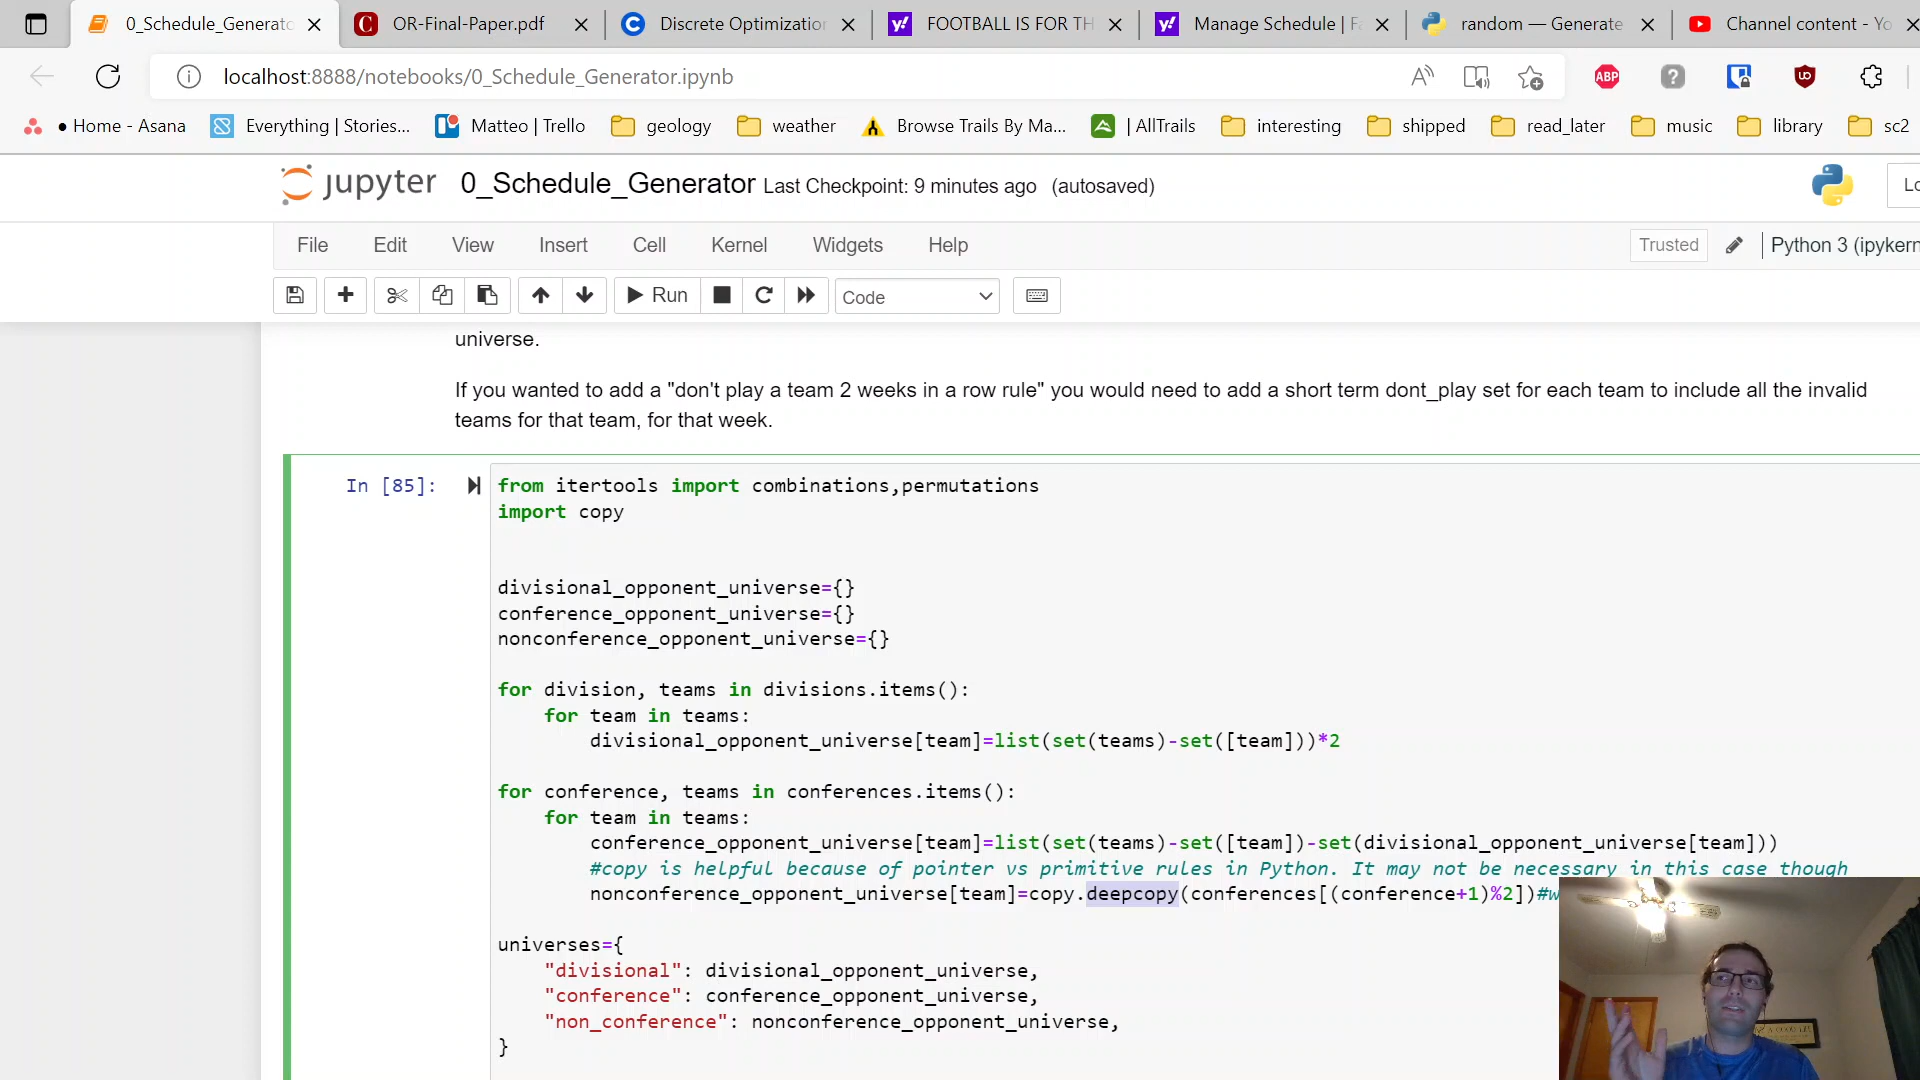 0_Schedule_Generato
OR-Final-Paper.pdf
Discrete Optimization
FOOTBALL IS FOR TH
Manage Schedule | Fa
random — Generate
Channel content - Yo
localhost:8888/notebooks/0_Schedule_Generator.ipynb
ABP
• Home - Asana
Everything | Stories...
Matteo | Trello
geology
weather
Browse Trails By Ma...
| AllTrails
interesting
shipped
read_later
music
library
sc2
jupyter 0_Schedule_Generator Last Checkpoint: 9 minutes ago (autosaved)
Lo
File Edit View Insert Cell Kernel Widgets Help
Trusted
Python 3 (ipykern
Run
Code
universe.
If you wanted to add a "don't play a team 2 weeks in a row rule" you would need to add a short term dont_play set for each team to include all the invalid
teams for that team, for that week.
In [85]:
from itertools import combinations,permutations
import copy
divisional_opponent_universe={}
conference_opponent_universe={}
nonconference_opponent_universe={}
for division, teams in divisions.items():
for team in teams:
divisional_opponent_universe[team]=list(set(teams)-set([team]))*2
for conference, teams in conferences.items():
for team in teams:
conference_opponent_universe[team]=list(set(teams)-set([team])-set(divisional_opponent_universe[team]))
#copy is helpful because of pointer vs primitive rules in Python. It may not be necessary in this case though
nonconference_opponent_universe[team]=copy.deepcopy(conferences[(conference+1)%2])#w
universes={
"divisional": divisional_opponent_universe,
"conference": conference_opponent_universe,
"non_conference": nonconference_opponent_universe,
}